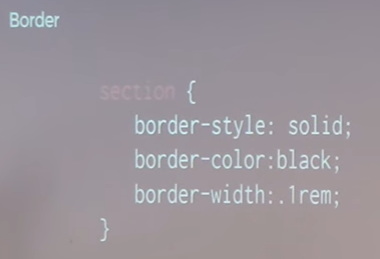 Border
section {
border-style: solid;
border-color:black;
border-width:.1rem;
}